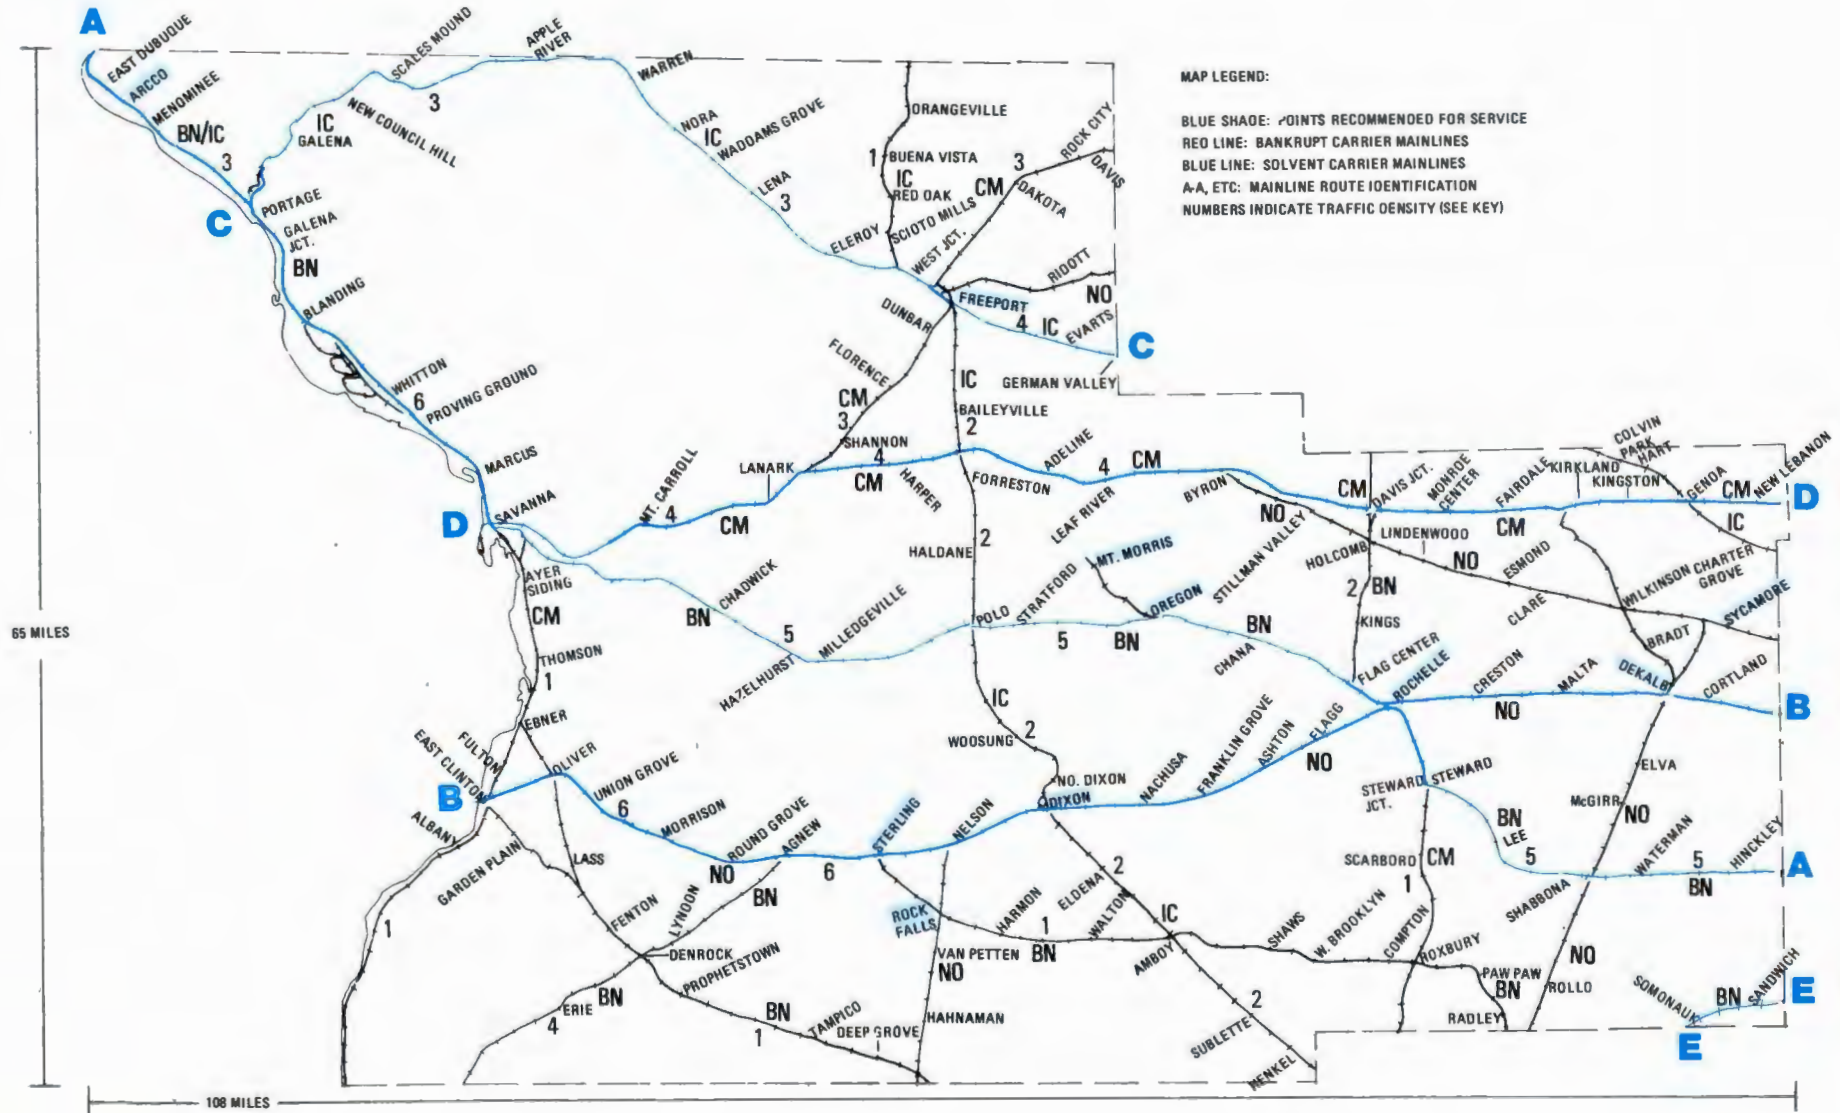 A
EAST DUBUQUE
ARCCO
MENOMINEE
BN/IC
3
IC
GALENA
NEW COUNCIL HILL
SCALES MOUND
3
APPLE
RIVER
WARREN
NORA
IC
WADDAMS GROVE
LENA
3
ELEROY
ORANGEVILLE
1
BUENA VISTA
IC
RED OAK
SCIOTO MILLS
CM
3
ROCK CITY
DAVIS
DAKOTA
WEST JCT.
RIDOTT
NO
FREEPORT
4
IC
EVARTS
C
GERMAN VALLEY
MAP LEGEND:
BLUE SHADE: POINTS RECOMMENDED FOR SERVICE
RED LINE: BANKRUPT CARRIER MAINLINES
BLUE LINE: SOLVENT CARRIER MAINLINES
A-A, ETC: MAINLINE ROUTE IDENTIFICATION
NUMBERS INDICATE TRAFFIC DENSITY (SEE KEY)
C
PORTAGE
GALENA
JCT.
BN
BLANDING
WHITTON
6
PROVING GROUND
MARCUS
DUNBAR
FLORENCE
CM
3
IC
BAILEYVILLE
2
D
SAVANNA
MT. CARROLL
4
CM
LANARK
SHANNON
4
CM
HARPER
FORRESTON
ADELINE
4
CM
LEAF RIVER
BYRON
NO
STILLMAN VALLEY
CM
DAVIS JCT.
MONROE
CENTER
CM
FAIRDALE
KIRKLAND
KINGSTON
COLVIN
PARK
HART
GENOA
CM
NEW LEBANON
D
IC
AYER
SIDING
CM
CHADWICK
BN
5
HAZELHURST
MILLEDGEVILLE
HALDANE
2
POLO
STRATFORD
MT. MORRIS
5
BN
OREGON
BN
CHANA
HOLCOMB
LINDENWOOD
2
BN
KINGS
NO
ESMOND
CLARE
WILKINSON
CHARTER
GROVE
SYCAMORE
BRADT
65 MILES
THOMSON
1
EBNER
FLAG CENTER
ROCHELLE
CRESTON
NO
MALTA
DEKALB
CORTLAND
B
IC
2
WOOSUNG
FULTON
EAST CLINTON
B
OLIVER
UNION GROVE
6
MORRISON
ROUND GROVE
NO
AGNEW
6
STERLING
NELSON
NO. DIXON
DIXON
NACHUSA
FRANKLIN GROVE
ASHTON
FLAGG
NO
STEWARD
JCT.
STEWARD
ELVA
McGIRR
NO
BN
LEE
5
WATERMAN
5
BN
HINCKLEY
A
ALBANY
GARDEN PLAIN
LASS
FENTON
LYNDON
BN
1
ROCK
FALLS
HARMON
1
BN
ELDENA
2
WALTON
IC
AMBOY
SHAWS
W. BROOKLYN
SCARBORO
CM
1
COMPTON
ROXBURY
SHABBONA
DENROCK
PROPHETSTOWN
BN
ERIE
4
BN
1
TAMPICO
DEEP GROVE
VAN PETTEN
NO
HAHNAMAN
2
SUBLETTE
HENKEL
PAW PAW
BN
RADLEY
ROLLO
NO
SOMONAUK
BN
SANDWICH
E
E
108 MILES